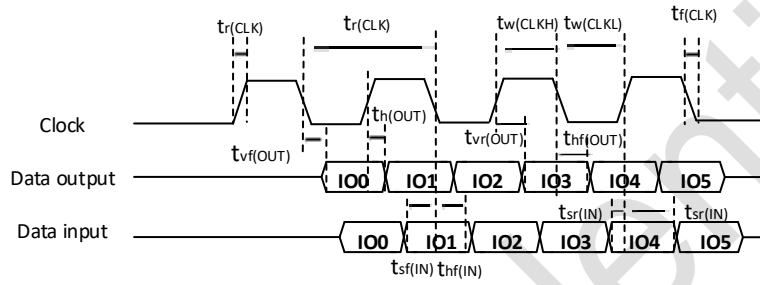 tr(CLK) tr(CLK) tw(CLKH) tw(CLKL) tf(CLK)
Clock
tvf(OUT) th(OUT) tvr(OUT) thf(OUT)
Data output IO0 IO1 IO2 IO3 IO4 IO5
tsr(IN) tsr(IN)
Data input IO0 IO1 IO2 IO3 IO4 IO5
tsf(IN) thf(IN)